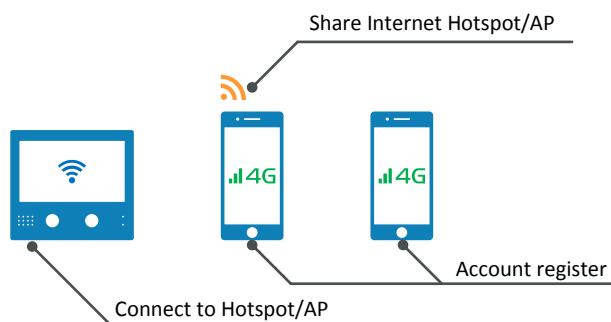 Share Internet Hotspot/AP
4G
4G
Account register
Connect to Hotspot/AP